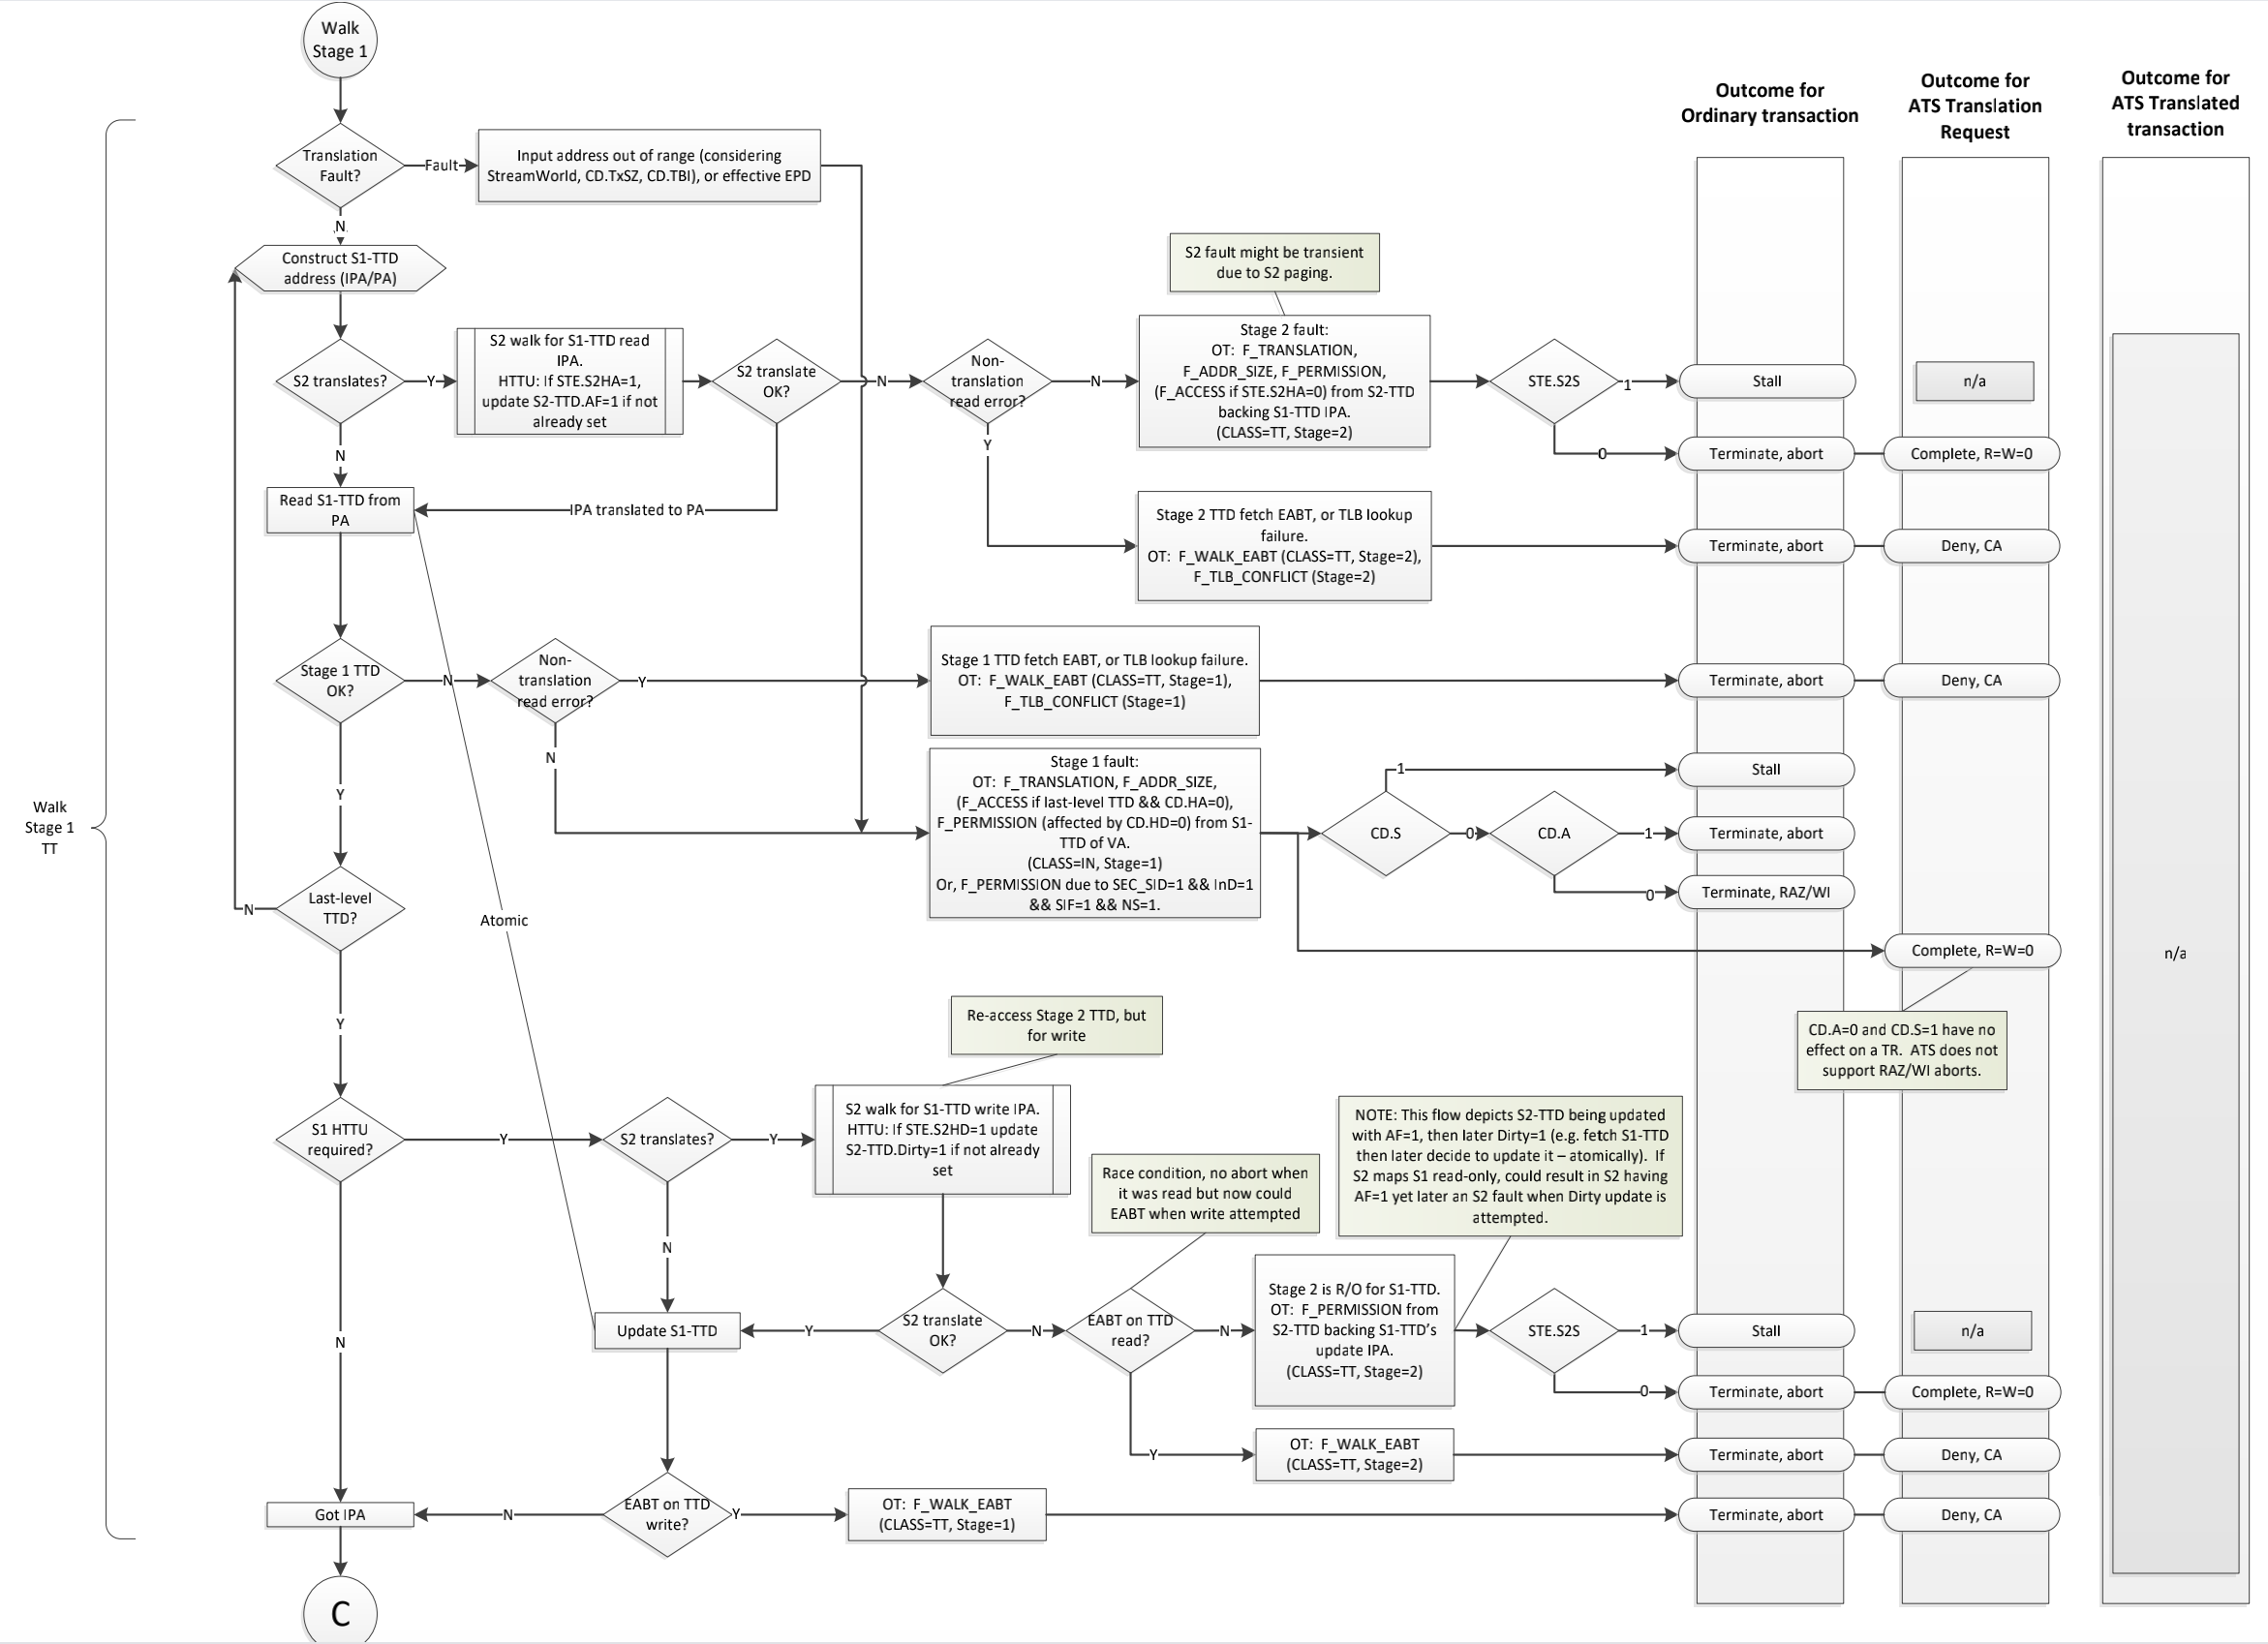 Walk
Stage 1
Outcome for
Ordinary transaction
Outcome for
ATS Translation
Request
Outcome for
ATS Translated
transaction
Translation
Fault?
Fault
Input address out of range (considering
StreamWorld, CD.TxSZ, CD.TBI), or effective EPD
N
Construct S1-TTD
address (IPA/PA)
S2 fault might be transient
due to S2 paging.
S2 translates?
Y
S2 walk for S1-TTD read
IPA.
HTTU: If STE.S2HA=1,
update S2-TTD.AF=1 if not
already set
S2 translate
OK?
N
Non-
translation
read error?
N
Stage 2 fault:
OT: F_TRANSLATION,
F_ADDR_SIZE, F_PERMISSION,
(F_ACCESS if STE.S2HA=0) from S2-TTD
backing S1-TTD IPA.
(CLASS=TT, Stage=2)
STE.S2S
1
Stall
n/a
0
Terminate, abort
Complete, R=W=0
N
Y
Read S1-TTD from
PA
IPA translated to PA
Stage 2 TTD fetch EABT, or TLB lookup
failure.
OT: F_WALK_EABT (CLASS=TT, Stage=2),
F_TLB_CONFLICT (Stage=2)
Terminate, abort
Deny, CA
Stage 1 TTD
OK?
N
Non-
translation
read error?
Y
Stage 1 TTD fetch EABT, or TLB lookup failure.
OT: F_WALK_EABT (CLASS=TT, Stage=1),
F_TLB_CONFLICT (Stage=1)
Terminate, abort
Deny, CA
N
Y
Stage 1 fault:
OT: F_TRANSLATION, F_ADDR_SIZE,
(F_ACCESS if last-level TTD && CD.HA=0),
F_PERMISSION (affected by CD.HD=0) from S1-
TTD of VA.
(CLASS=IN, Stage=1)
Or, F_PERMISSION due to SEC_SID=1 && InD=1
&& SIF=1 && NS=1.
CD.S
1
Stall
0
CD.A
1
Terminate, abort
0
Terminate, RAZ/WI
Walk
Stage 1
TT
Last-level
TTD?
N
Atomic
Complete, R=W=0
n/a
Y
Re-access Stage 2 TTD, but
for write
CD.A=0 and CD.S=1 have no
effect on a TR. ATS does not
support RAZ/WI aborts.
S1 HTTU
required?
Y
S2 translates?
Y
S2 walk for S1-TTD write IPA.
HTTU: If STE.S2HD=1 update
S2-TTD.Dirty=1 if not already
set
NOTE: This flow depicts S2-TTD being updated
with AF=1, then later Dirty=1 (e.g. fetch S1-TTD
then later decide to update it – atomically). If
S2 maps S1 read-only, could result in S2 having
AF=1 yet later an S2 fault when Dirty update is
attempted.
Race condition, no abort when
it was read but now could
EABT when write attempted
N
N
Update S1-TTD
Y
S2 translate
OK?
N
EABT on TTD
read?
N
Stage 2 is R/O for S1-TTD.
OT: F_PERMISSION from
S2-TTD backing S1-TTD's
update IPA.
(CLASS=TT, Stage=2)
STE.S2S
1
Stall
n/a
0
Terminate, abort
Complete, R=W=0
Y
OT: F_WALK_EABT
(CLASS=TT, Stage=2)
Terminate, abort
Deny, CA
Got IPA
N
EABT on TTD
write?
Y
OT: F_WALK_EABT
(CLASS=TT, Stage=1)
Terminate, abort
Deny, CA
C